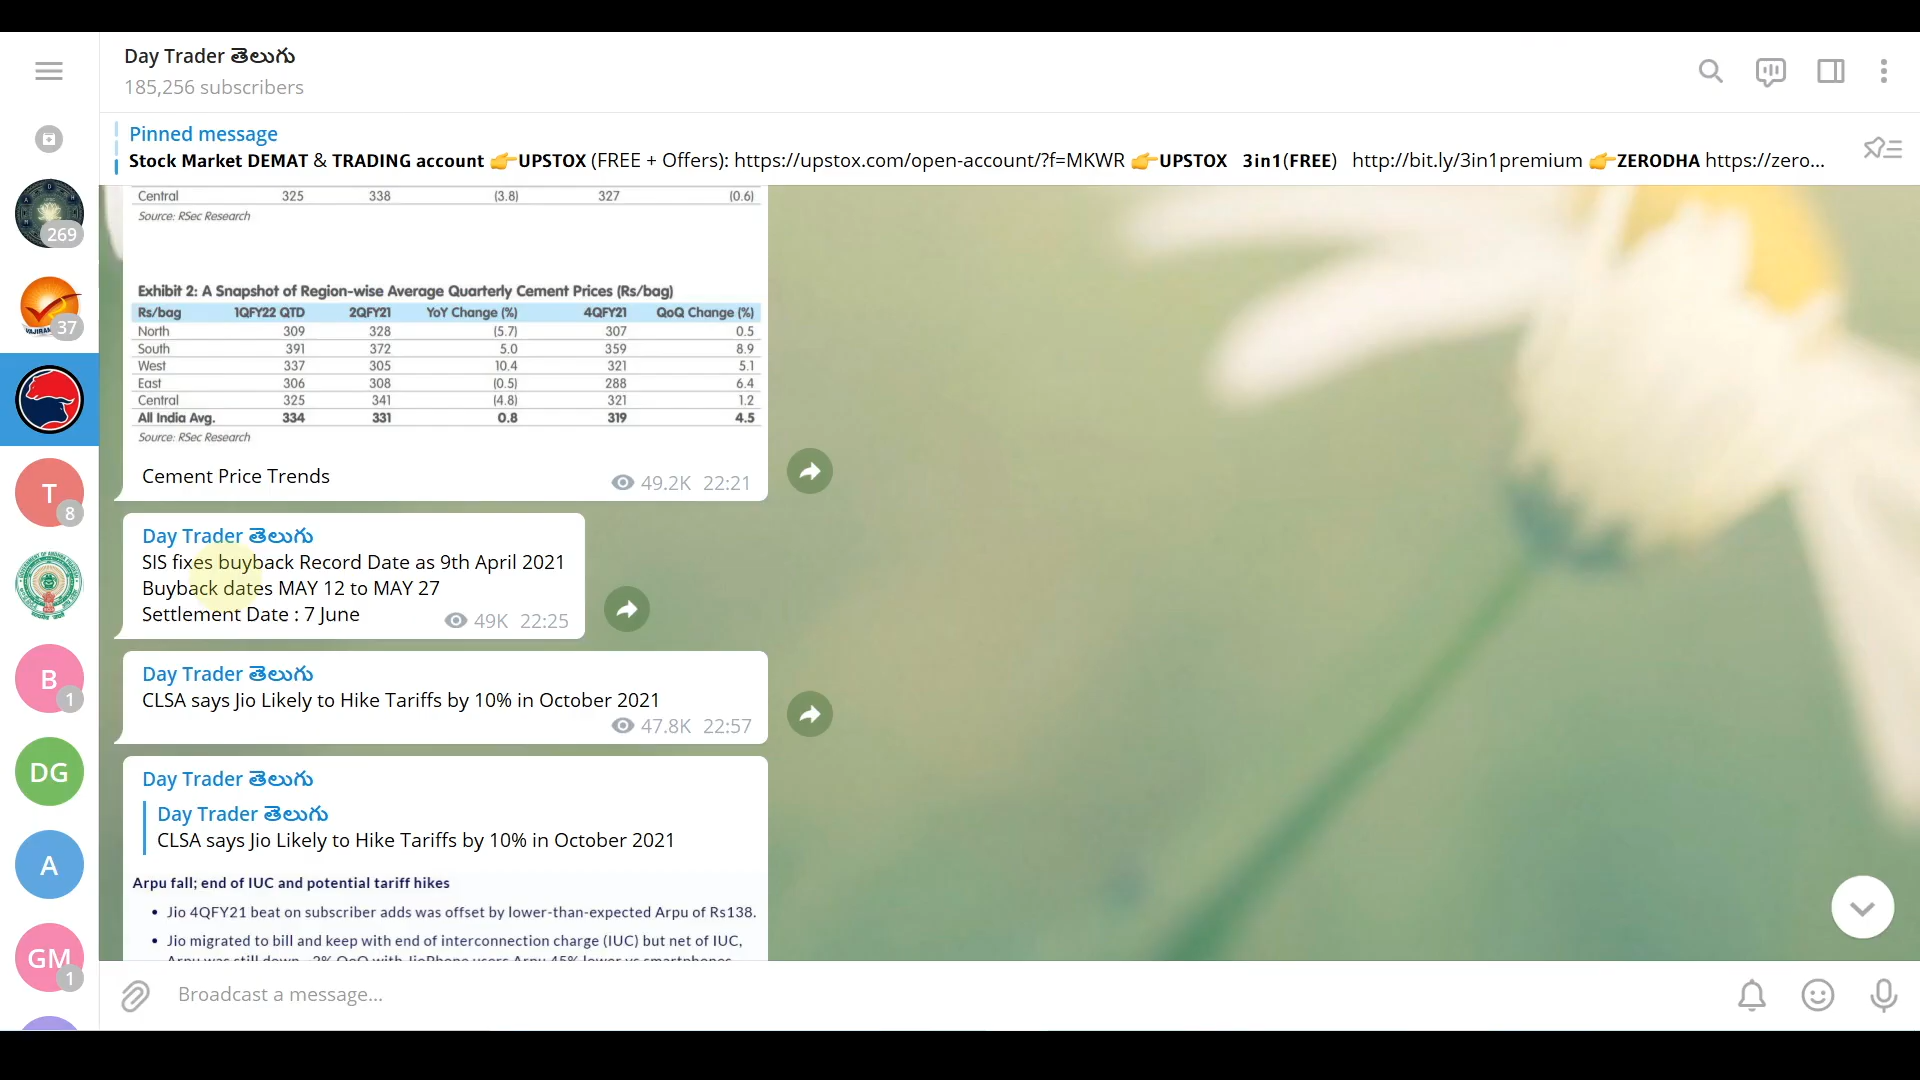 Day Trader తెలుగు
185,256 subscribers
Pinned message
Stock Market DEMAT & TRADING account 👉UPSTOX (FREE + Offers): https://upstox.com/open-account/?f=MKWR 👉UPSTOX 3in1(FREE) http://bit.ly/3in1premium 👉ZERODHA https://zero...
Central 325 338 (3.8) 327 (0.6)
Source: RSec Research
Exhibit 2: A Snapshot of Region-wise Average Quarterly Cement Prices (Rs/bag)
Rs/bag 1QFY22 QTD 2QFY21 YoY Change (%) 4QFY21 QoQ Change (%)
North 309 328 (5.7) 307 0.5
South 391 372 5.0 359 8.9
West 337 305 10.4 321 5.1
East 306 308 (0.5) 288 6.4
Central 325 341 (4.8) 321 1.2
All India Avg. 334 331 0.8 319 4.5
Source: RSec Research
Cement Price Trends
49.2K 22:21
Day Trader తెలుగు
SIS fixes buyback Record Date as 9th April 2021
Buyback dates MAY 12 to MAY 27
Settlement Date : 7 June
49K 22:25
Day Trader తెలుగు
CLSA says Jio Likely to Hike Tariffs by 10% in October 2021
47.8K 22:57
Day Trader తెలుగు
Day Trader తెలుగు
CLSA says Jio Likely to Hike Tariffs by 10% in October 2021
Arpu fall; end of IUC and potential tariff hikes
• Jio 4QFY21 beat on subscriber adds was offset by lower-than-expected Arpu of Rs138.
• Jio migrated to bill and keep with end of interconnection charge (IUC) but net of IUC,
Broadcast a message...
269
37
T
8
B
1
DG
A
GM
1